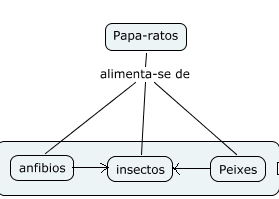 Papa-ratos
alimenta-se de
anfibios
insectos
Peixes